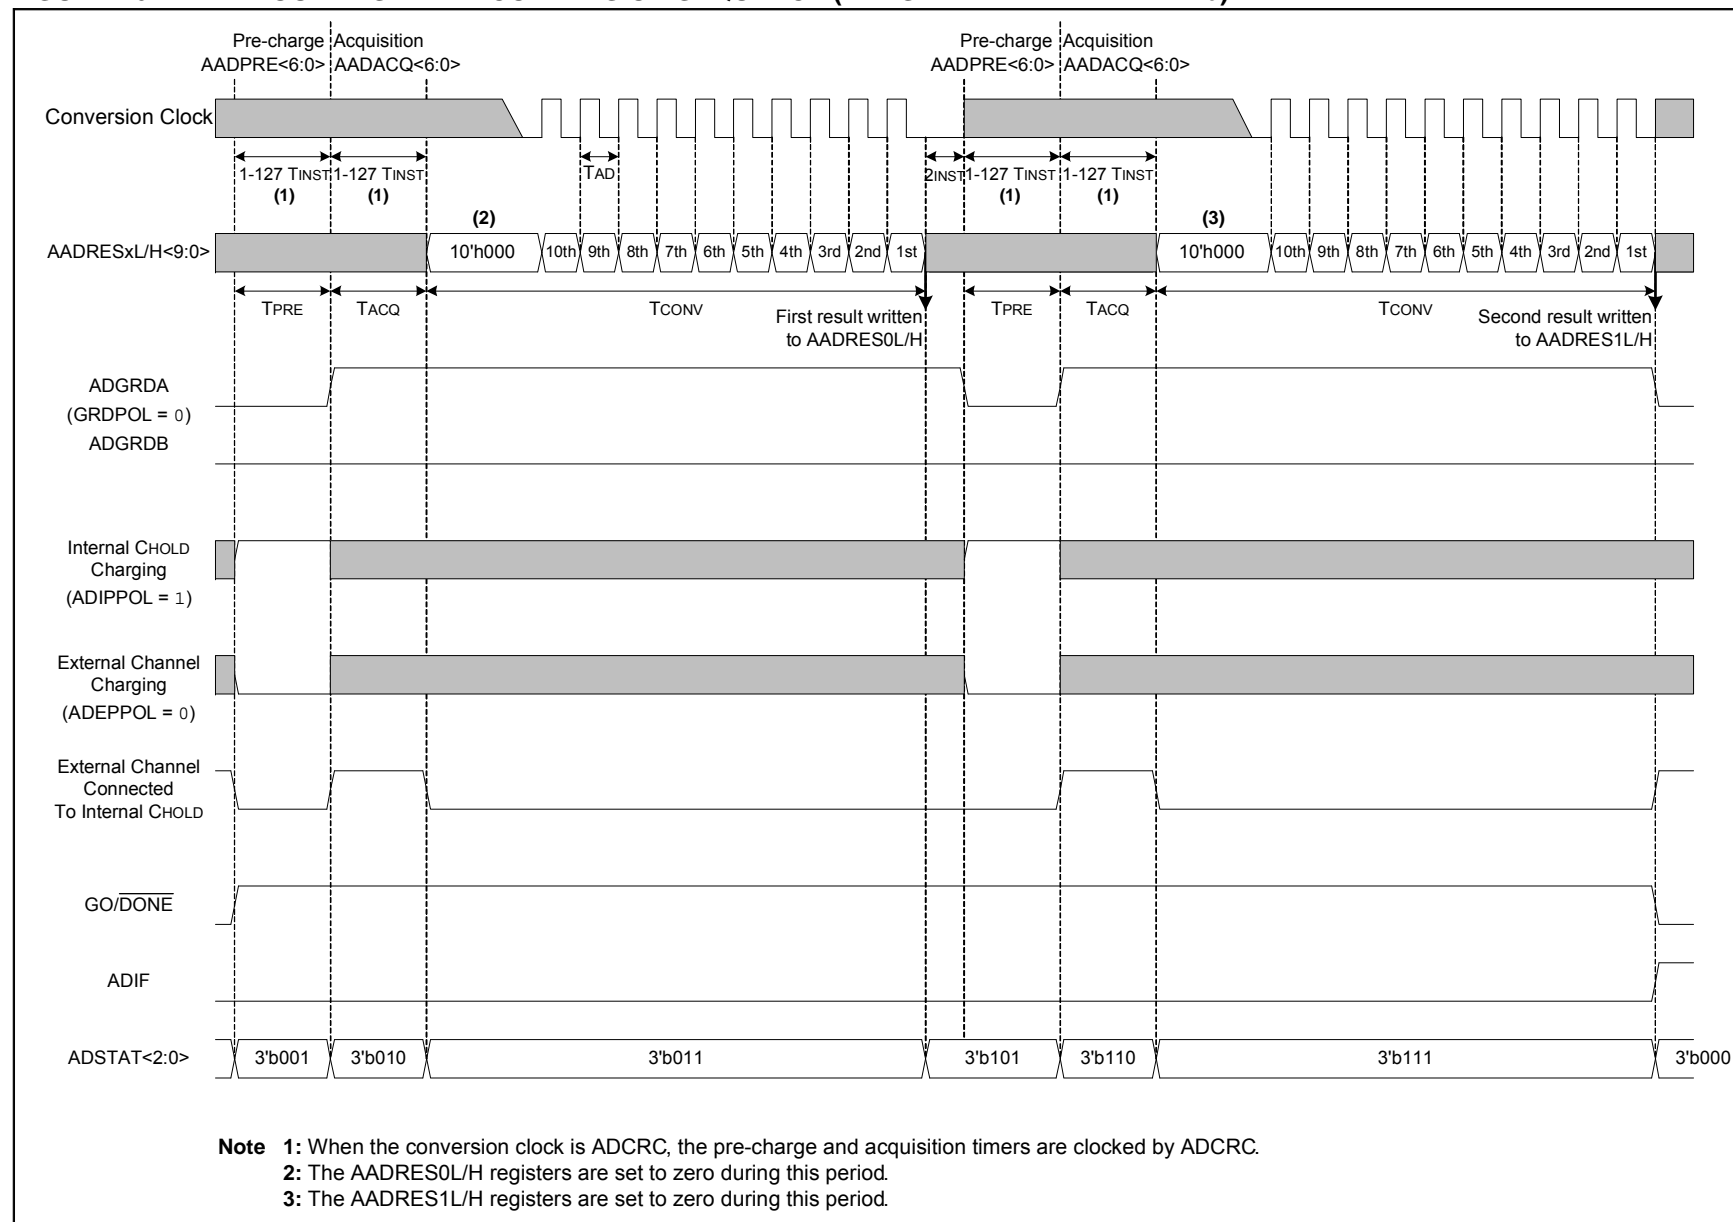 Pre-charge Acquisition Pre-charge Acquisition
AADPRE<6:0> AADACQ<6:0> AADPRE<6:0> AADACQ<6:0>
Conversion Clock
1-127 TINST 1-127 TINST TAD 2INST 1-127 TINST 1-127 TINST
(1) (1) (1) (1)
(2) (3)
AADRESxL/H<9:0> 10'h000 10th 9th 8th 7th 6th 5th 4th 3rd 2nd 1st 10'h000 10th 9th 8th 7th 6th 5th 4th 3rd 2nd 1st
TPRE TACQ TCONV TPRE TACQ TCONV
First result written Second result written
to AADRES0L/H to AADRES1L/H
ADGRDA
(GRDPOL = 0)
ADGRDB
Internal CHOLD
Charging
(ADIPPOL = 1)
External Channel
Charging
(ADEPPOL = 0)
External Channel
Connected
To Internal CHOLD
GO/DONE
ADIF
ADSTAT<2:0> 3'b001 3'b010 3'b011 3'b101 3'b110 3'b111 3'b000
Note 1: When the conversion clock is ADCRC, the pre-charge and acquisition timers are clocked by ADCRC.
2: The AADRES0L/H registers are set to zero during this period.
3: The AADRES1L/H registers are set to zero during this period.